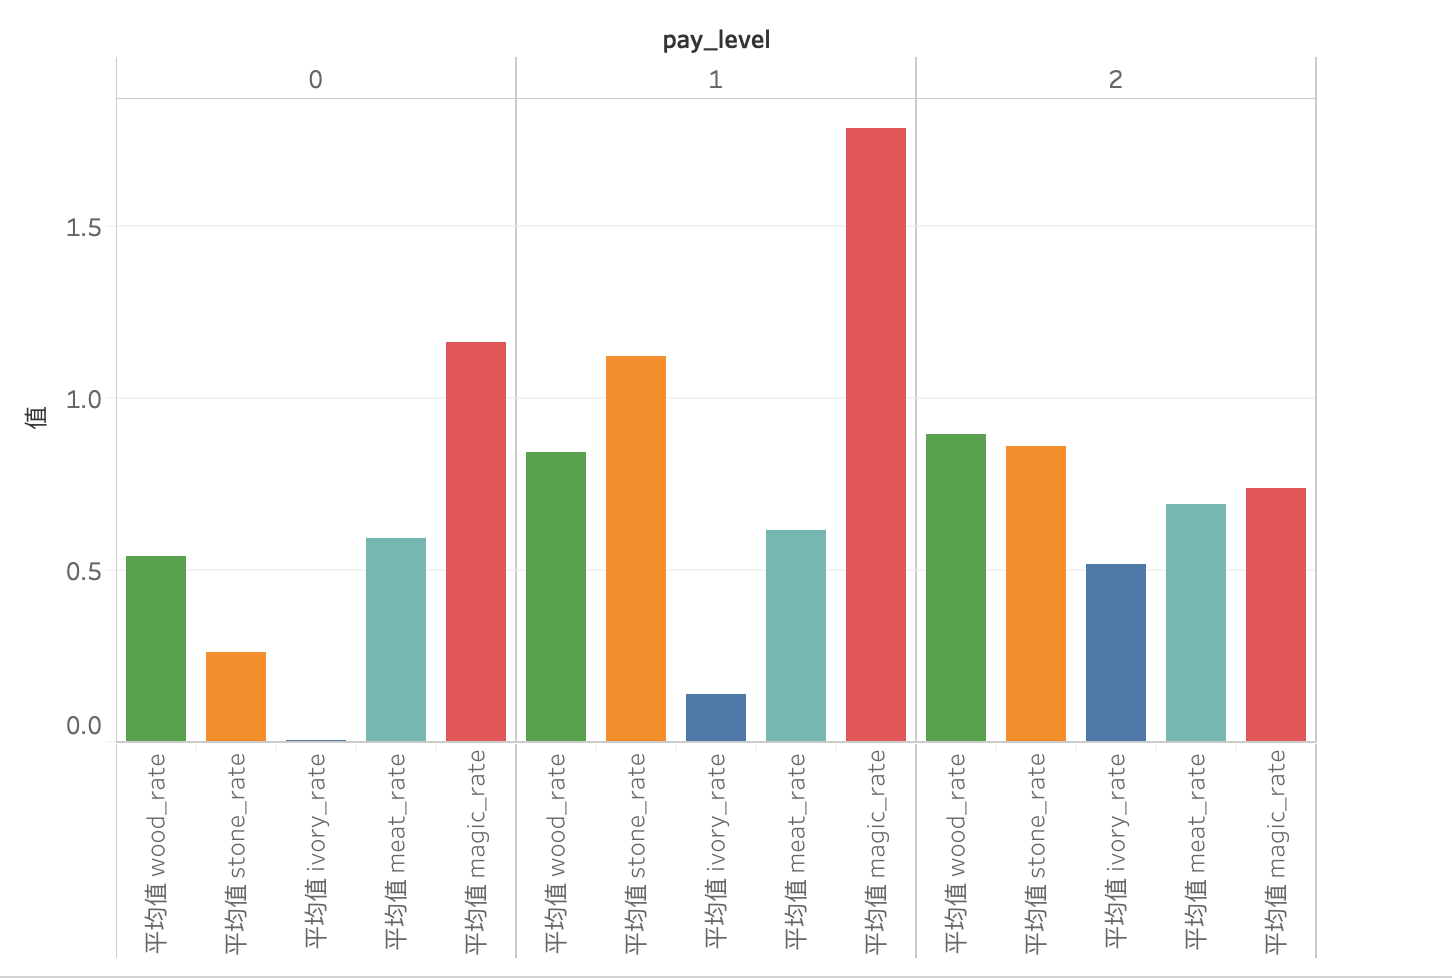 pay_level
0
1
2
值
1.5
1.0
0.5
0.0
平均值 wood_rate
平均值 stone_rate
平均值 ivory_rate
平均值 meat_rate
平均值 magic_rate
平均值 wood_rate
平均值 stone_rate
平均值 ivory_rate
平均值 meat_rate
平均值 magic_rate
平均值 wood_rate
平均值 stone_rate
平均值 ivory_rate
平均值 meat_rate
平均值 magic_rate